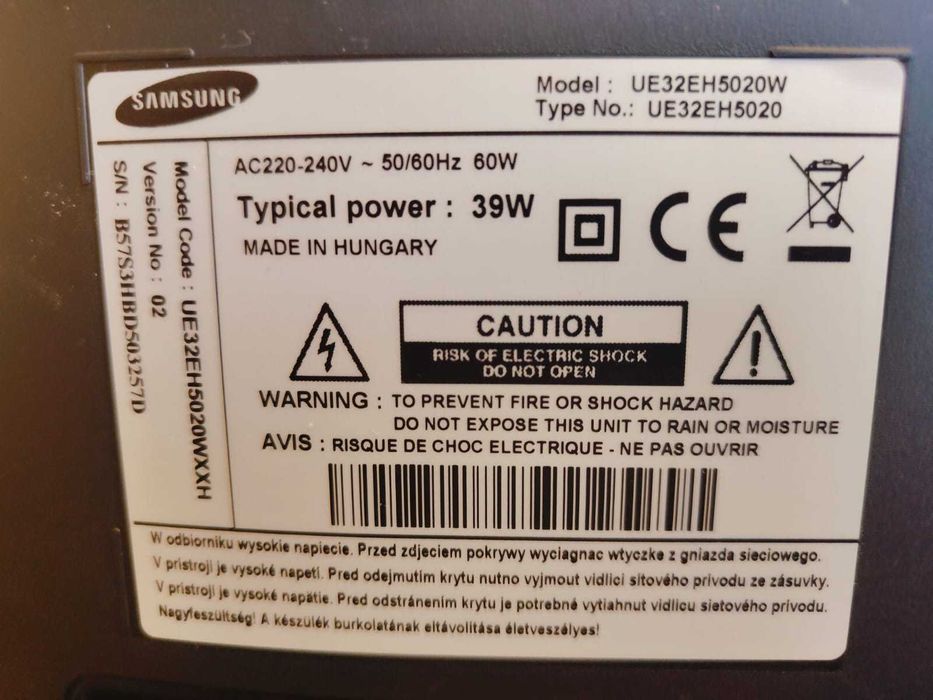 SAMSUNG
Model : UE32EH5020W
Type No.: UE32EH5020
Model Code : UE32EH5020WXXH
Version No : 02
S/N : B57S3HBD503257D
AC220-240V ~ 50/60Hz 60W
Typical power : 39W
MADE IN HUNGARY
CE
CAUTION
RISK OF ELECTRIC SHOCK
DO NOT OPEN
WARNING : TO PREVENT FIRE OR SHOCK HAZARD
DO NOT EXPOSE THIS UNIT TO RAIN OR MOISTURE
AVIS : RISQUE DE CHOC ELECTRIQUE - NE PAS OUVRIR
W odbiorniku wysokie napiecie. Przed zdjeciem pokrywy wyciagnac wtyczke z gniazda sieciowego.
V pristroji je vysoké napetí. Pred odejmutim krytu nutno vyjmout vidlici sítového privodu ze zásuvky.
V pristroji je vysoké napätie. Pred odstránením krytu je potrebné vytiahnut vidlicu sietového privodu.
Nagyfeszültség! A készülék burkolatának eltávolitása életveszélyes!